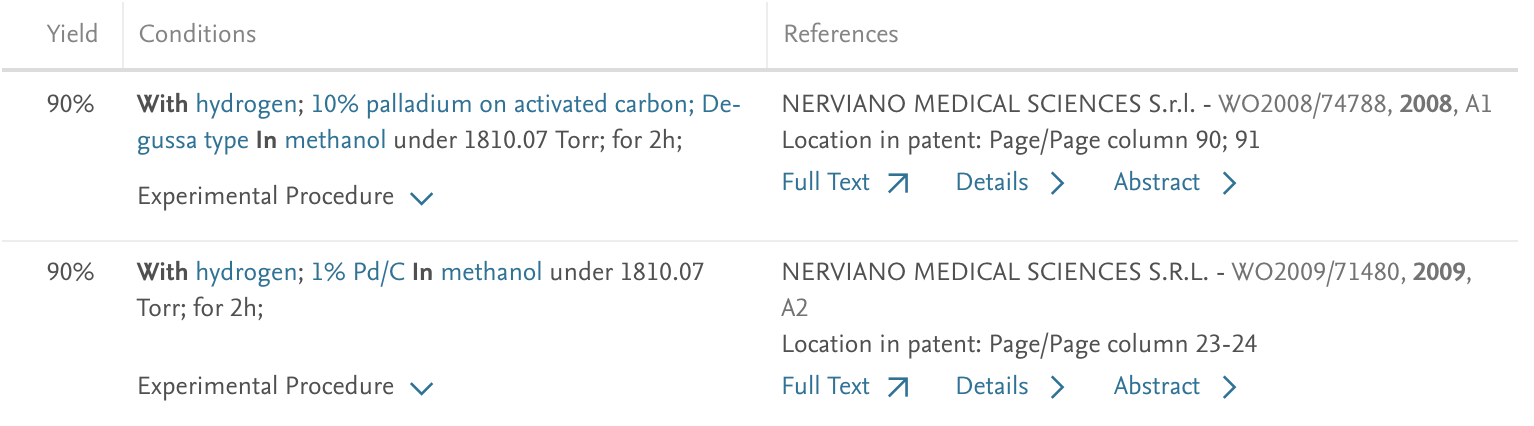 Yield Conditions References
90% With hydrogen; 10% palladium on activated carbon; De-
gussa type In methanol under 1810.07 Torr; for 2h;
Experimental Procedure
NERVIANO MEDICAL SCIENCES S.r.l. - WO2008/74788, 2008, A1
Location in patent: Page/Page column 90; 91
Full Text Details Abstract
90% With hydrogen; 1% Pd/C In methanol under 1810.07
Torr; for 2h;
Experimental Procedure
NERVIANO MEDICAL SCIENCES S.R.L. - WO2009/71480, 2009,
A2
Location in patent: Page/Page column 23-24
Full Text Details Abstract